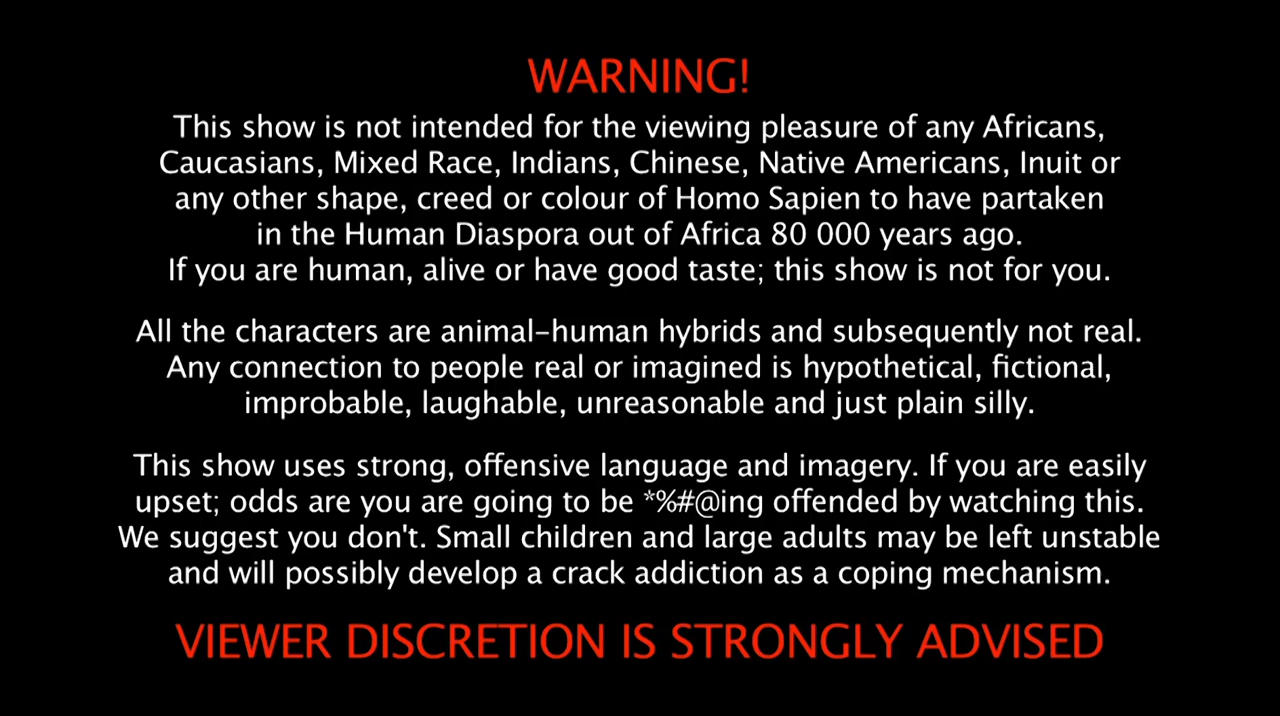 WARNING!
This show is not intended for the viewing pleasure of any Africans,
Caucasians, Mixed Race, Indians, Chinese, Native Americans, Inuit or
any other shape, creed or colour of Homo Sapien to have partaken
in the Human Diaspora out of Africa 80 000 years ago.
If you are human, alive or have good taste; this show is not for you.
All the characters are animal-human hybrids and subsequently not real.
Any connection to people real or imagined is hypothetical, fictional,
improbable, laughable, unreasonable and just plain silly.
This show uses strong, offensive language and imagery. If you are easily
upset; odds are you are going to be *%#@ing offended by watching this.
We suggest you don't. Small children and large adults may be left unstable
and will possibly develop a crack addiction as a coping mechanism.
VIEWER DISCRETION IS STRONGLY ADVISED